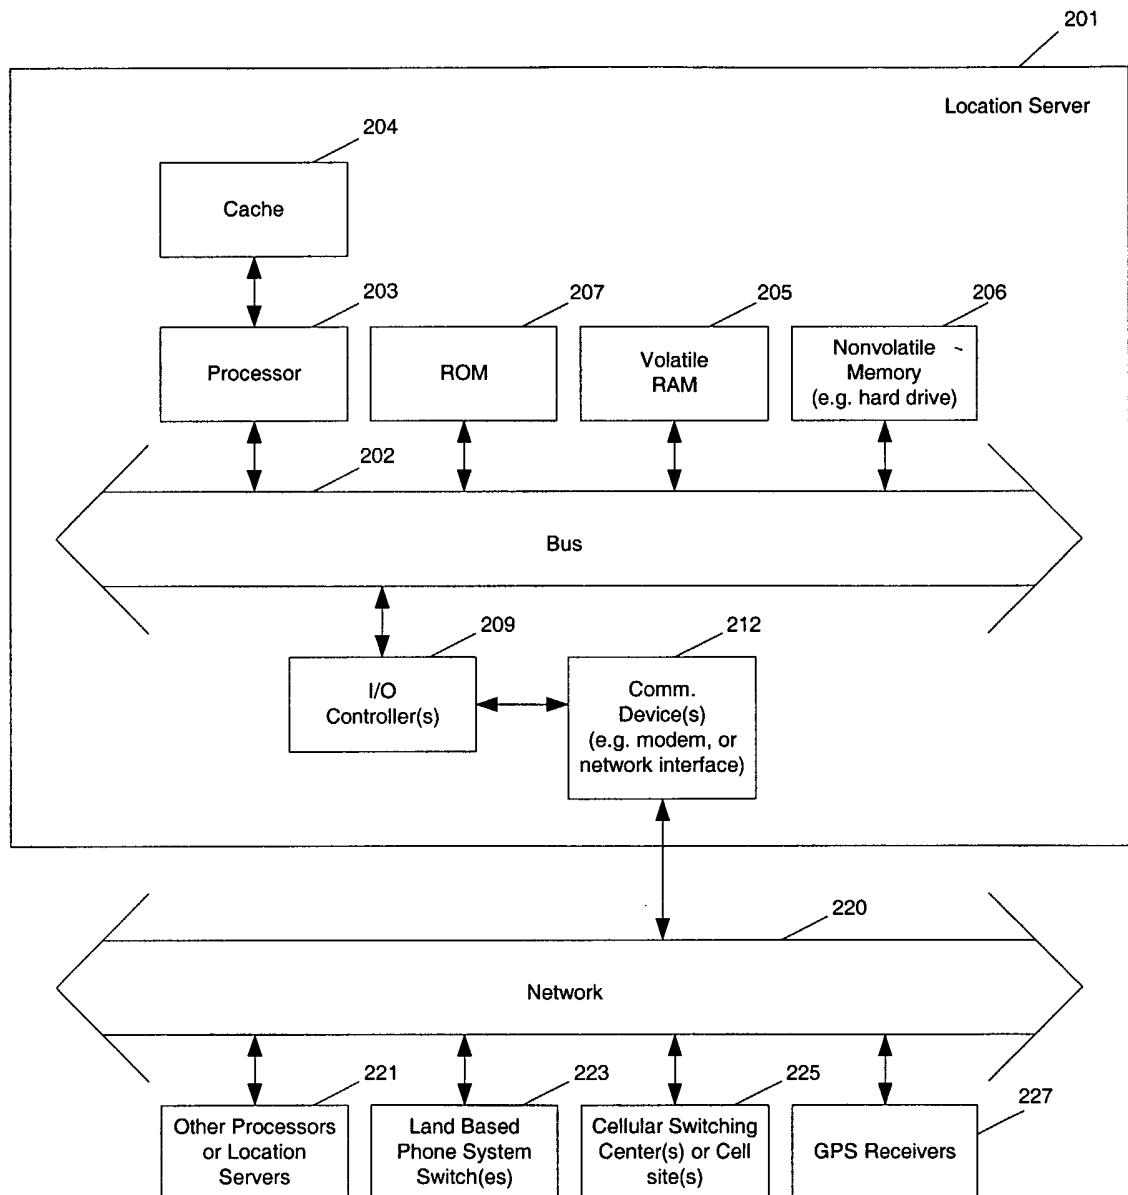 201
Location Server
204
Cache
203
207
205
206
Processor
ROM
Volatile
RAM
Nonvolatile
Memory
(e.g. hard drive)
202
Bus
209
212
I/O
Controller(s)
Comm.
Device(s)
(e.g. modem, or
network interface)
220
Network
221
223
225
227
Other Processors
or Location
Servers
Land Based
Phone System
Switch(es)
Cellular Switching
Center(s) or Cell
site(s)
GPS Receivers